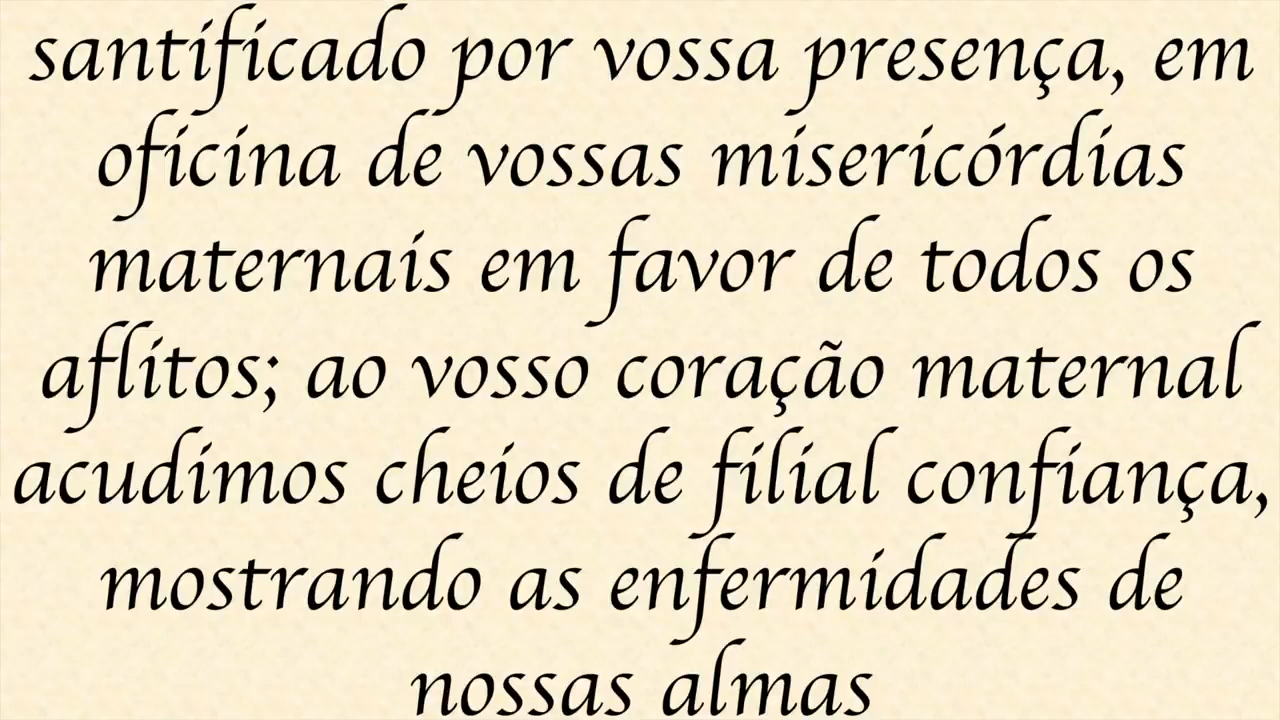 santificado por vossa presença, em
oficina de vossas misericórdias
maternais em favor de todos os
aflitos; ao vosso coração maternal
acudimos cheios de filial confiança,
mostrando as enfermidades de
nossas almas